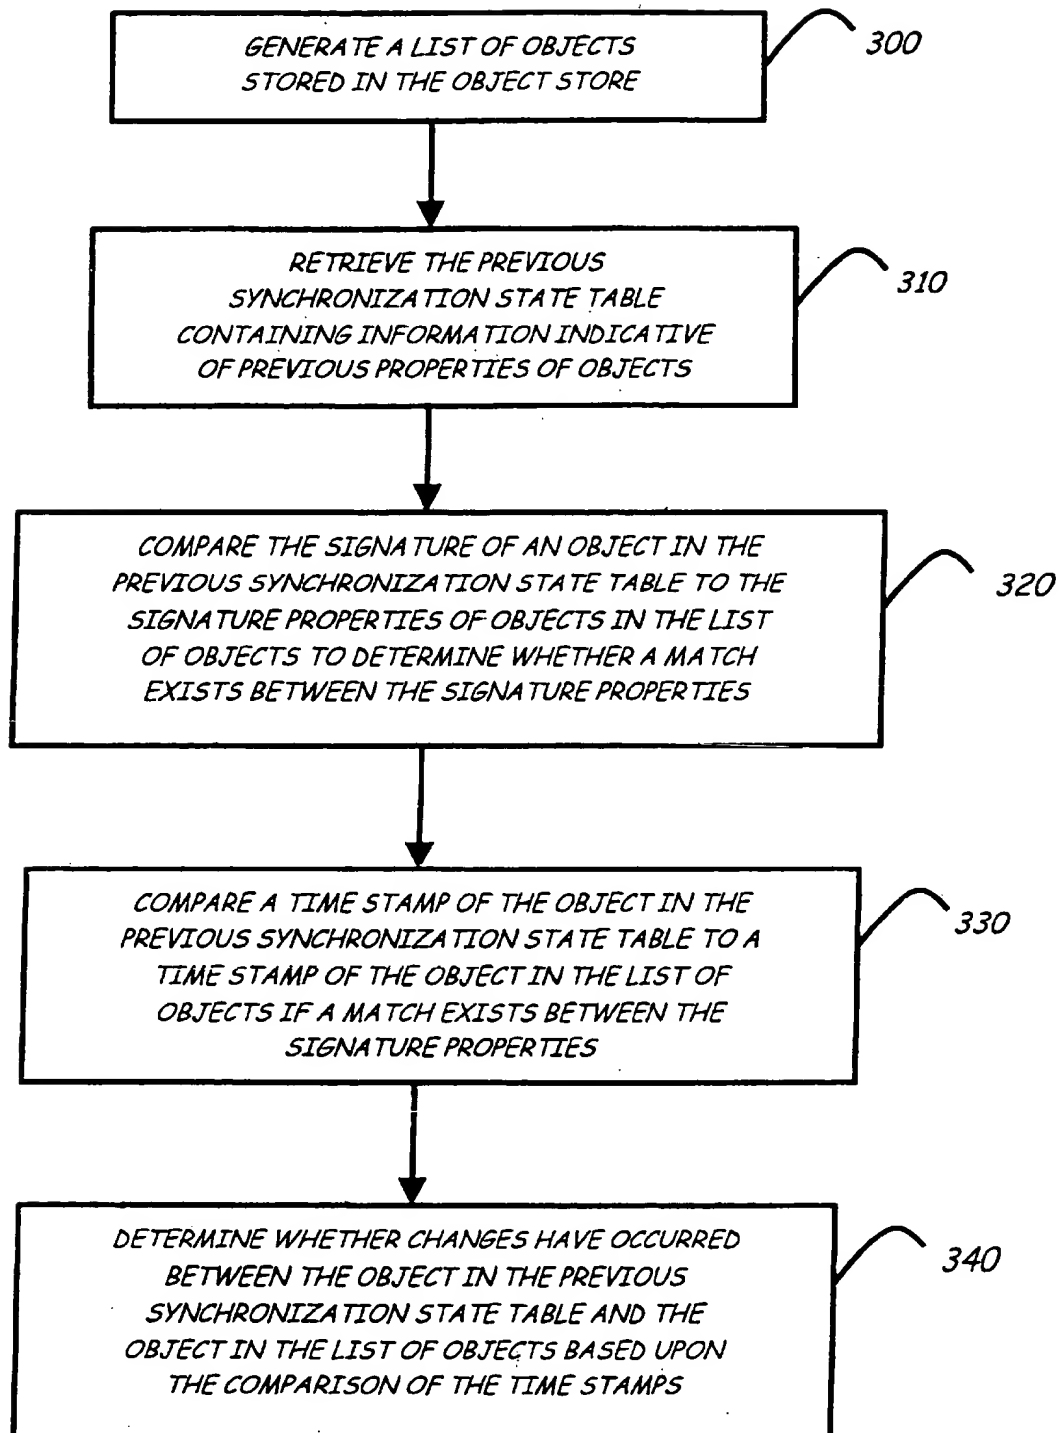 GENERATE A LIST OF OBJECTS
STORED IN THE OBJECT STORE
300
RETRIEVE THE PREVIOUS
SYNCHRONIZATION STATE TABLE
CONTAINING INFORMATION INDICATIVE
OF PREVIOUS PROPERTIES OF OBJECTS
310
COMPARE THE SIGNATURE OF AN OBJECT IN THE
PREVIOUS SYNCHRONIZATION STATE TABLE TO THE
SIGNATURE PROPERTIES OF OBJECTS IN THE LIST
OF OBJECTS TO DETERMINE WHETHER A MATCH
EXISTS BETWEEN THE SIGNATURE PROPERTIES
320
COMPARE A TIME STAMP OF THE OBJECT IN THE
PREVIOUS SYNCHRONIZATION STATE TABLE TO A
TIME STAMP OF THE OBJECT IN THE LIST OF
OBJECTS IF A MATCH EXISTS BETWEEN THE
SIGNATURE PROPERTIES
330
DETERMINE WHETHER CHANGES HAVE OCCURRED
BETWEEN THE OBJECT IN THE PREVIOUS
SYNCHRONIZATION STATE TABLE AND THE
OBJECT IN THE LIST OF OBJECTS BASED UPON
THE COMPARISON OF THE TIME STAMPS
340